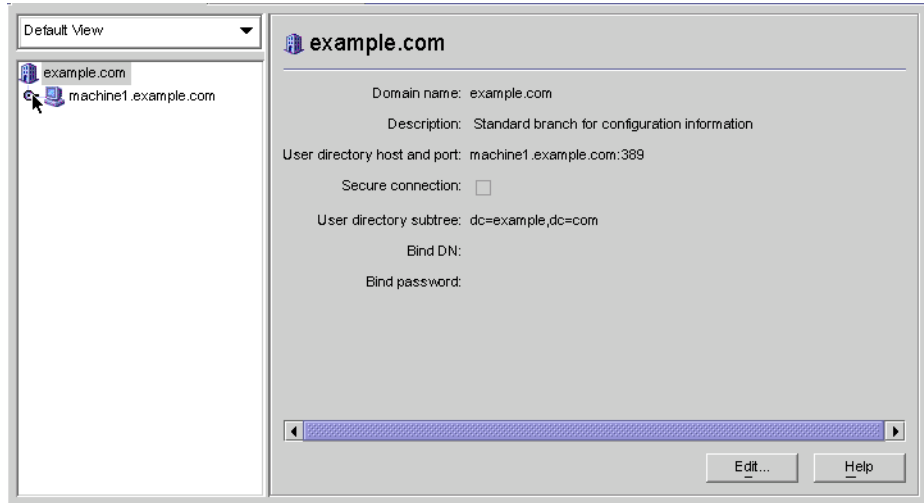 Default View
example.com
machine1.example.com
example.com
Domain name: example.com
Description: Standard branch for configuration information
User directory host and port: machine1.example.com:389
Secure connection:
User directory subtree: dc=example,dc=com
Bind DN:
Bind password:
Edit...
Help